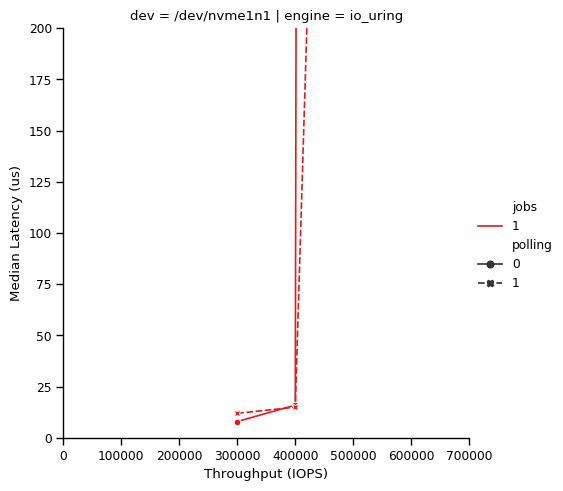 dev = /dev/nvme1n1 | engine = io_uring
200
175
150
125
100
75
50
25
0
Median Latency (us)
0 100000 200000 300000 400000 500000 600000 700000
Throughput (IOPS)
jobs
1
polling
0
1